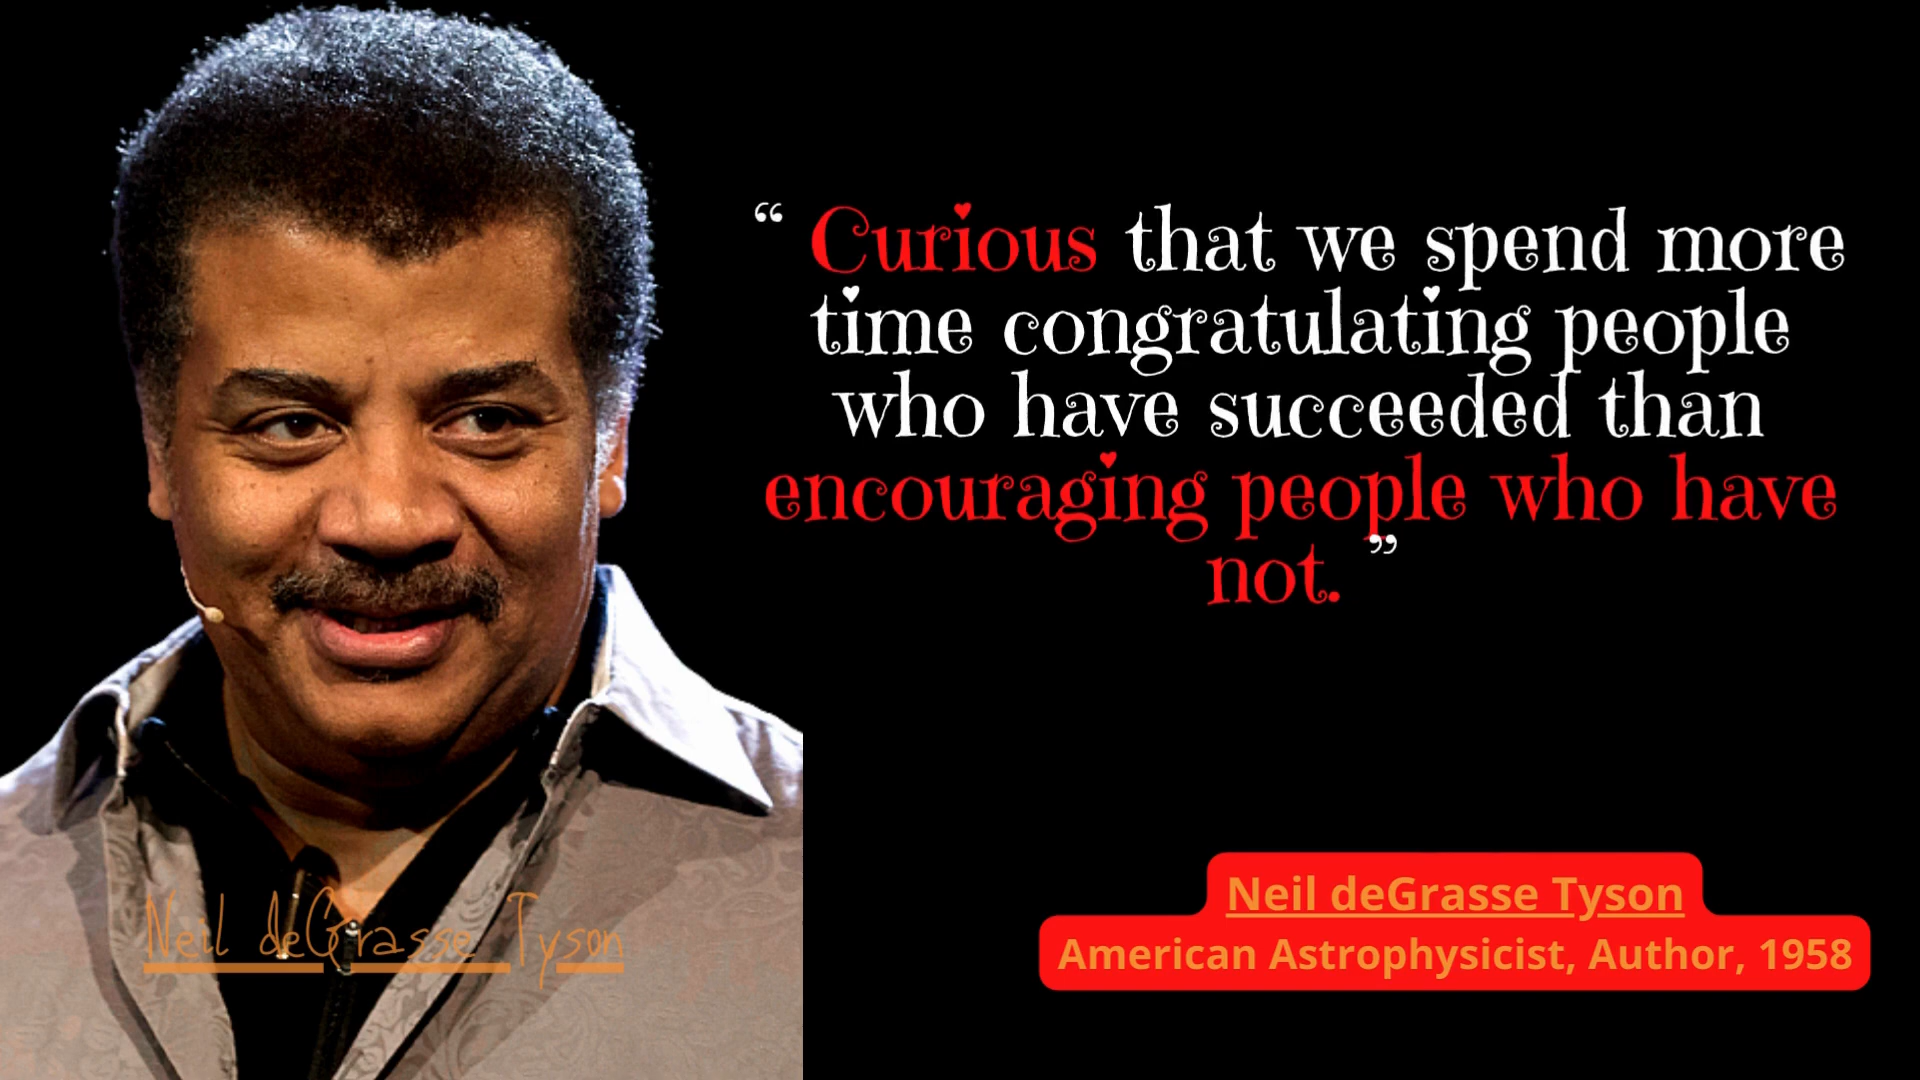 “ Curious that we spend more
time congratulating people
who have succeeded than
encouraging people who have
not. ”
Neil deGrasse Tyson
Neil deGrasse Tyson
American Astrophysicist, Author, 1958